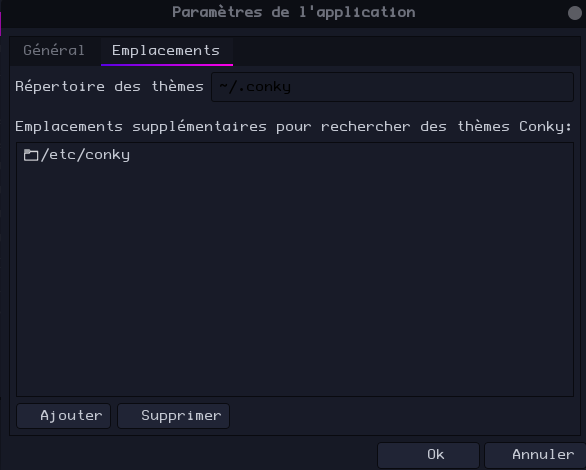 Paramètres de l'application
Général Emplacements
Répertoire des thèmes ~/.conky
Emplacements supplémentaires pour rechercher des thèmes Conky:
/etc/conky
Ajouter Supprimer
Ok Annuler